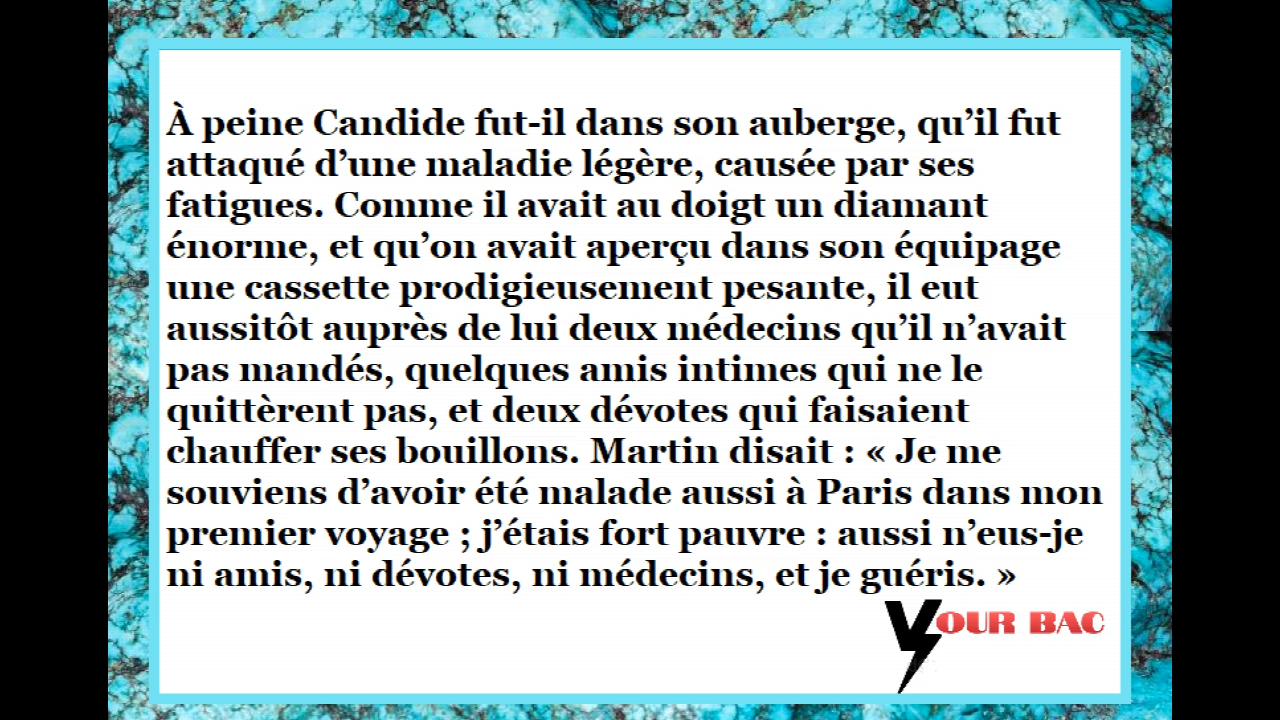 À peine Candide fut-il dans son auberge, qu’il fut
attaqué d’une maladie légère, causée par ses
fatigues. Comme il avait au doigt un diamant
énorme, et qu’on avait aperçu dans son équipage
une cassette prodigieusement pesante, il eut
aussitôt auprès de lui deux médecins qu’il n’avait
pas mandés, quelques amis intimes qui ne le
quittèrent pas, et deux dévotes qui faisaient
chauffer ses bouillons. Martin disait : « Je me
souviens d’avoir été malade aussi à Paris dans mon
premier voyage ; j’étais fort pauvre : aussi n’eus-je
ni amis, ni dévotes, ni médecins, et je guéris. »
YOUR BAC